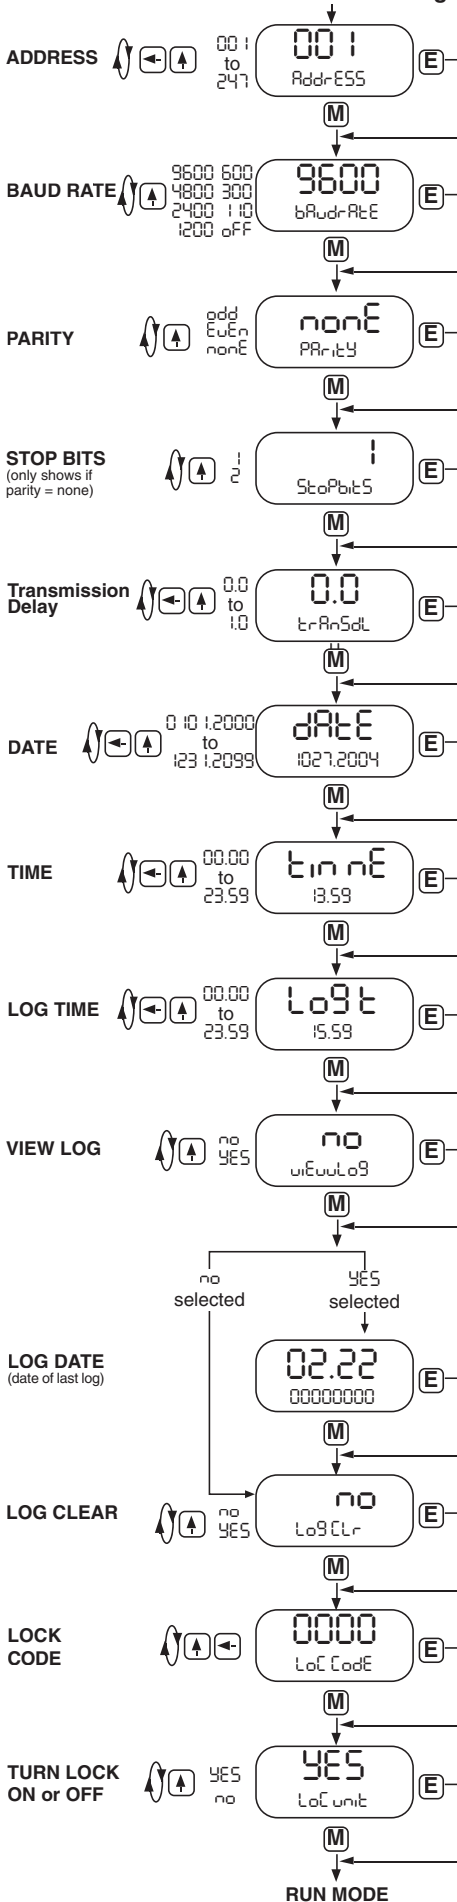 g
ADDRESS
001
to
247
001
AddrESS
E
M
BAUD RATE
9600 600
4800 300
2400 110
1200 oFF
9600
bAudrAtE
E
M
PARITY
odd
EvEn
nonE
nonE
PAritY
E
M
STOP BITS
(only shows if
parity = none)
1
2
1
StoPbitS
E
M
Transmission
Delay
0.0
to
1.0
0.0
trAnSdL
E
M
DATE
0101.2000
to
1231.2099
dAtE
1027.2004
E
M
TIME
00.00
to
23.59
tinnE
13.59
E
M
LOG TIME
00.00
to
23.59
Log t
15.59
E
M
VIEW LOG
no
YES
no
viEvvLog
E
M
no
selected
YES
selected
LOG DATE
(date of last log)
02.22
00000000
E
M
LOG CLEAR
no
YES
no
LogCLr
E
M
LOCK
CODE
0000
LoC CodE
E
M
TURN LOCK
ON or OFF
YES
no
YES
LoC unit
E
M
RUN MODE